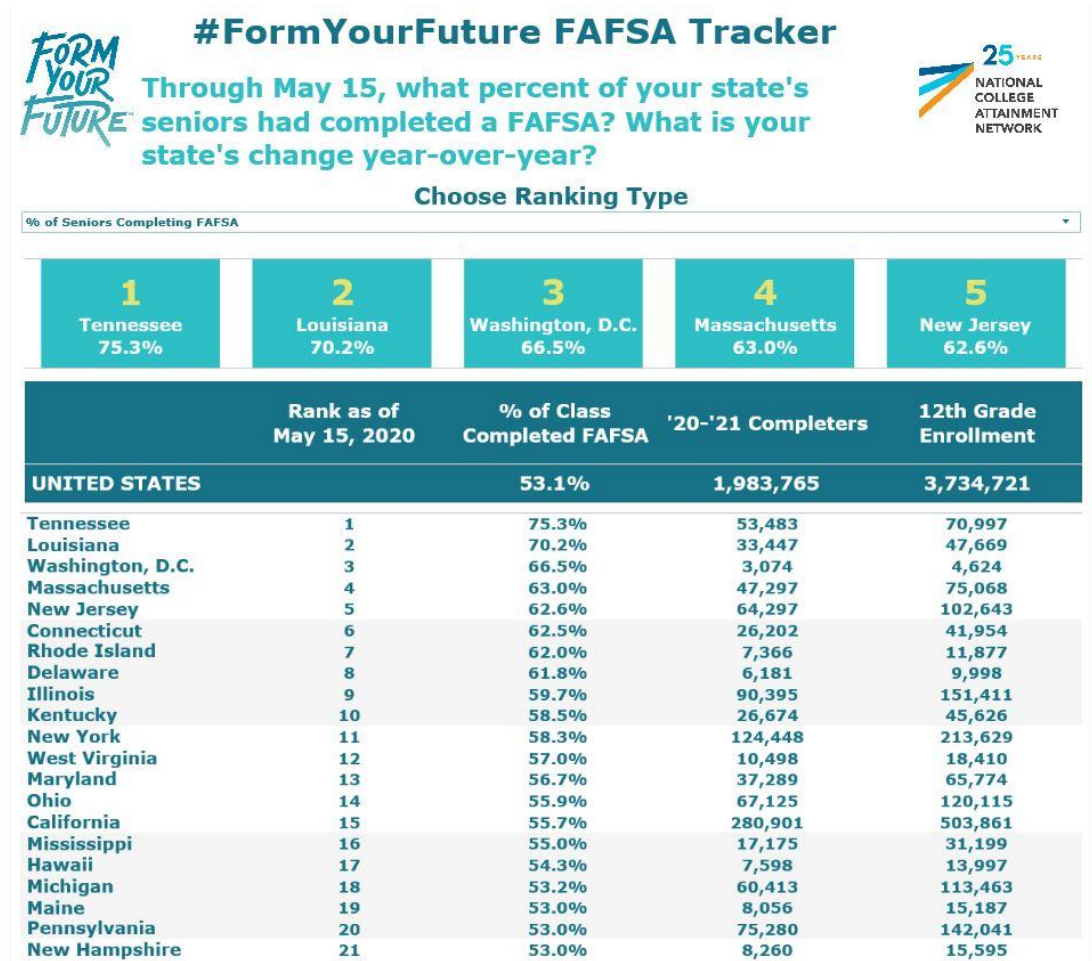 FORM
YOUR
FUTURE
#FormYourFuture FAFSA Tracker
Through May 15, what percent of your state's
seniors had completed a FAFSA? What is your
state's change year-over-year?
25 YEARS
NATIONAL
COLLEGE
ATTAINMENT
NETWORK
Choose Ranking Type
% of Seniors Completing FAFSA
1
Tennessee
75.3%
2
Louisiana
70.2%
3
Washington, D.C.
66.5%
4
Massachusetts
63.0%
5
New Jersey
62.6%
Rank as of
May 15, 2020
% of Class
Completed FAFSA
'20-'21 Completers
12th Grade
Enrollment
UNITED STATES 53.1% 1,983,765 3,734,721
Tennessee 1 75.3% 53,483 70,997
Louisiana 2 70.2% 33,447 47,669
Washington, D.C. 3 66.5% 3,074 4,624
Massachusetts 4 63.0% 47,297 75,068
New Jersey 5 62.6% 64,297 102,643
Connecticut 6 62.5% 26,202 41,954
Rhode Island 7 62.0% 7,366 11,877
Delaware 8 61.8% 6,181 9,998
Illinois 9 59.7% 90,395 151,411
Kentucky 10 58.5% 26,674 45,626
New York 11 58.3% 124,448 213,629
West Virginia 12 57.0% 10,498 18,410
Maryland 13 56.7% 37,289 65,774
Ohio 14 55.9% 67,125 120,115
California 15 55.7% 280,901 503,861
Mississippi 16 55.0% 17,175 31,199
Hawaii 17 54.3% 7,598 13,997
Michigan 18 53.2% 60,413 113,463
Maine 19 53.0% 8,056 15,187
Pennsylvania 20 53.0% 75,280 142,041
New Hampshire 21 53.0% 8,260 15,595